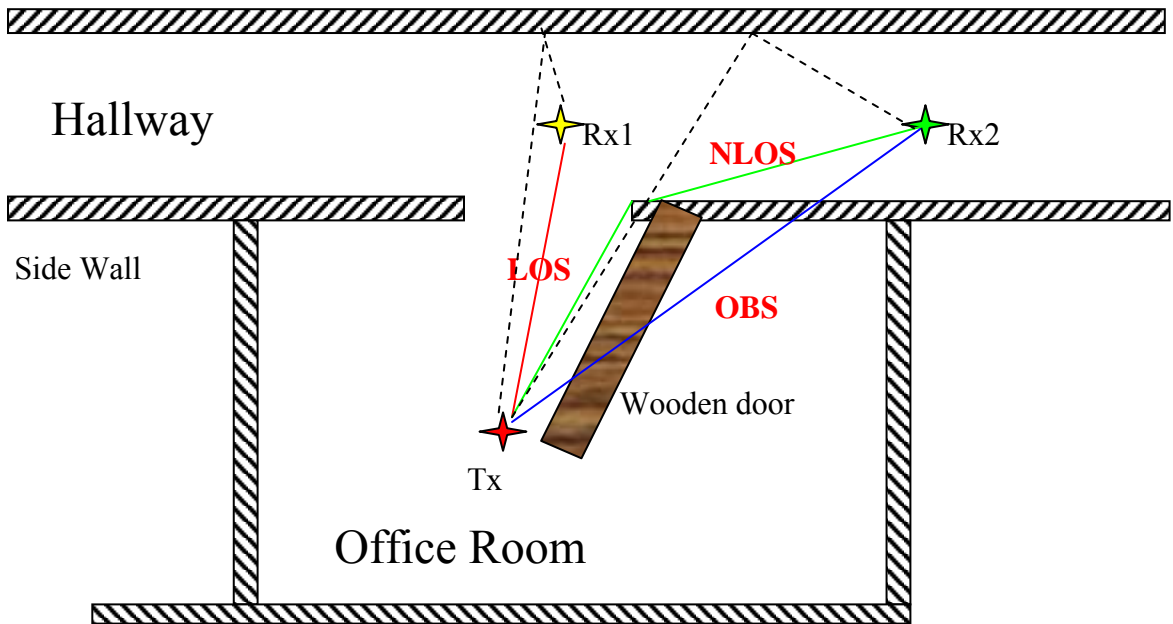 Hallway
Rx1
NLOS
Rx2
Side Wall
LOS
OBS
Wooden door
Tx
Office Room